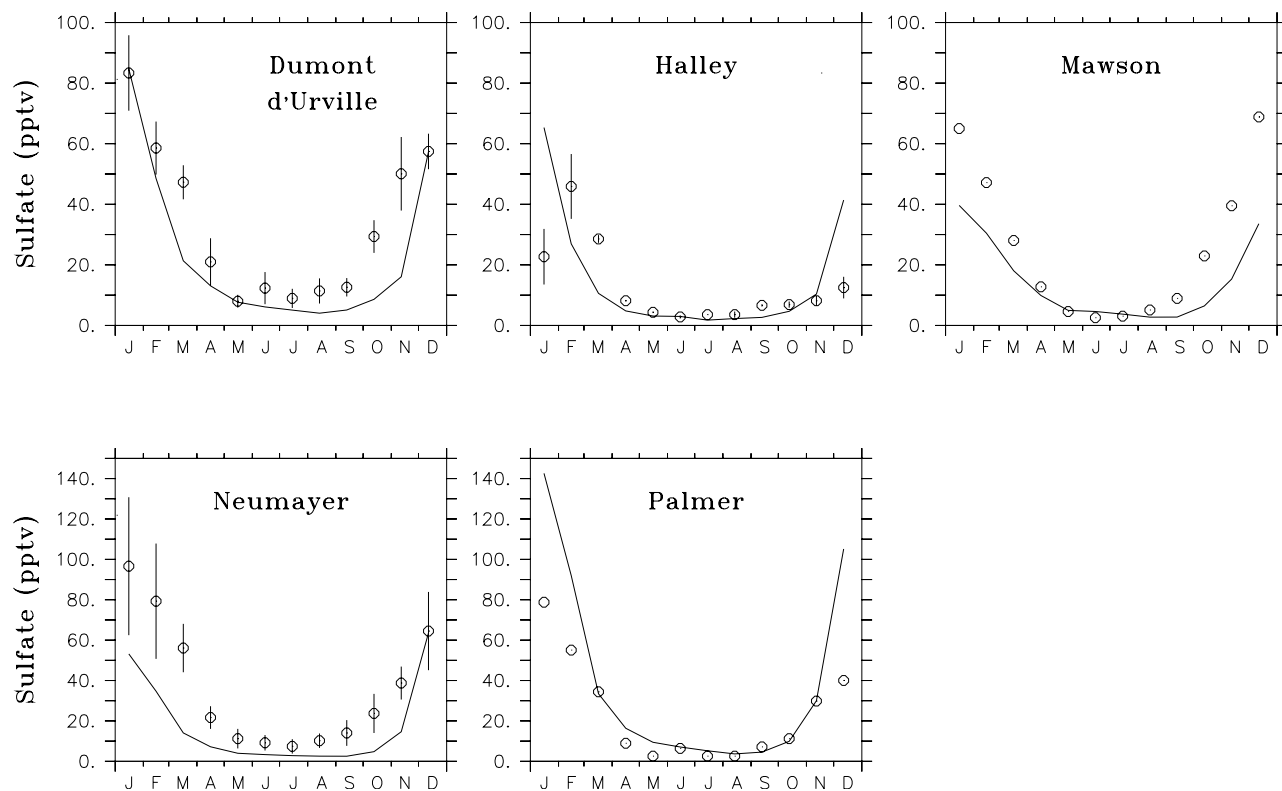 Dumont
d'Urville
Sulfate (pptv)
100.
80.
60.
40.
20.
0.
J F M A M J J A S O N D
Halley
100.
80.
60.
40.
20.
0.
J F M A M J J A S O N D
Mawson
100.
80.
60.
40.
20.
0.
J F M A M J J A S O N D
Neumayer
Sulfate (pptv)
140.
120.
100.
80.
60.
40.
20.
0.
J F M A M J J A S O N D
Palmer
140.
120.
100.
80.
60.
40.
20.
0.
J F M A M J J A S O N D